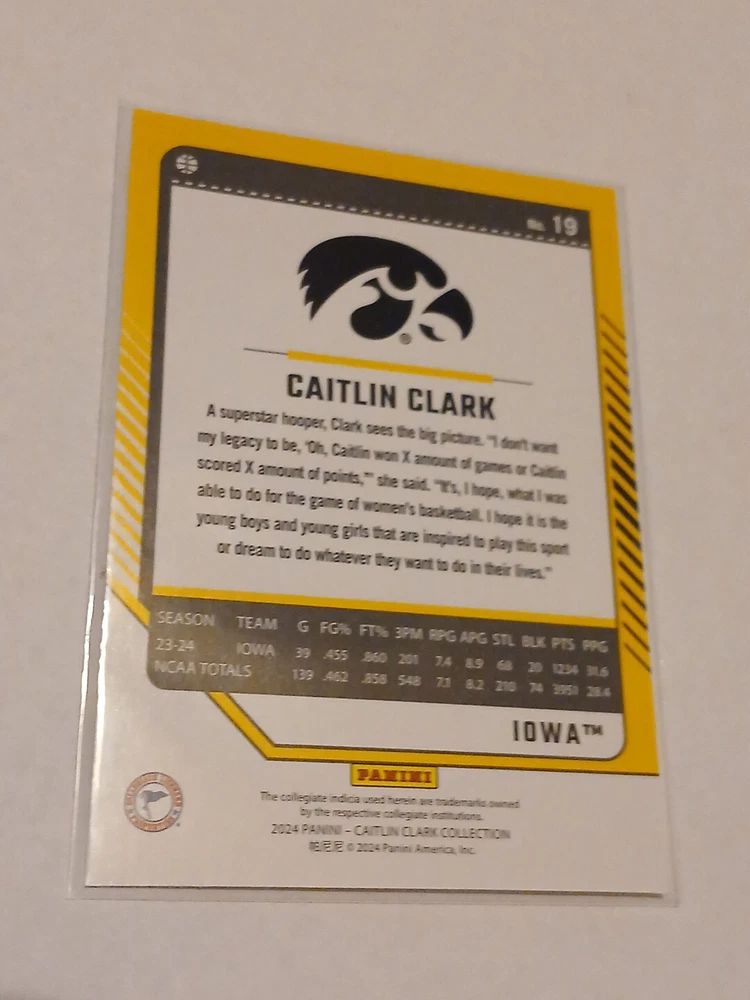 No. 19
CAITLIN CLARK
A superstar hooper, Clark sees the big picture. "I don't want
my legacy to be, 'Oh, Caitlin won X amount of games or Caitlin
scored X amount of points,'" she said. "It's, I hope, what I was
able to do for the game of women's basketball. I hope it is the
young boys and young girls that are inspired to play this sport
or dream to do whatever they want to do in their lives."
SEASON TEAM G FG% FT% 3PM RPG APG STL BLK PTS PPG
23-24 IOWA 39 .455 .860 201 7.4 8.9 68 20 1234 31.6
NCAA TOTALS 139 .462 .858 548 7.1 8.2 210 74 3951 28.4
IOWA™
PANINI
The collegiate indicia used herein are trademarks owned
by the respective collegiate institutions.
2024 PANINI – CAITLIN CLARK COLLECTION
帕尼尼 © 2024 Panini America, Inc.